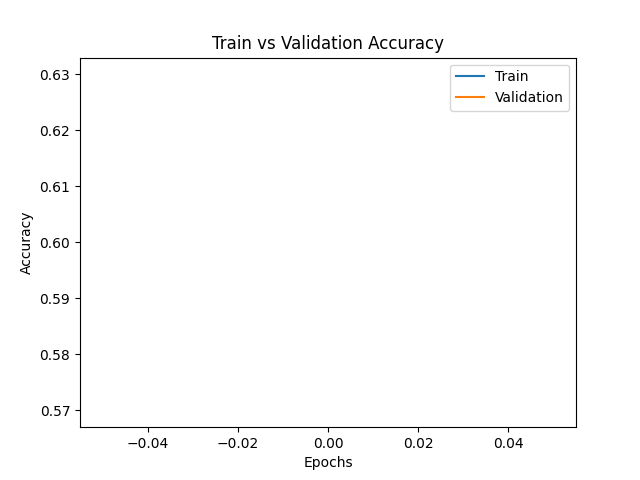 Train vs Validation Accuracy
Train
Validation
0.63
0.62
0.61
0.60
0.59
0.58
0.57
Accuracy
−0.04
−0.02
0.00
0.02
0.04
Epochs